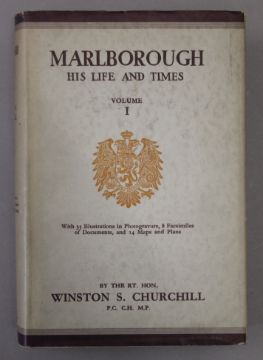 MARLBOROUGH
HIS LIFE AND TIMES
VOLUME
I
With 35 Illustrations in Photogravure, 8 Facsimiles
of Documents, and 14 Maps and Plans
BY THE RT. HON.
WINSTON S. CHURCHILL
P.C. C.H. M.P.